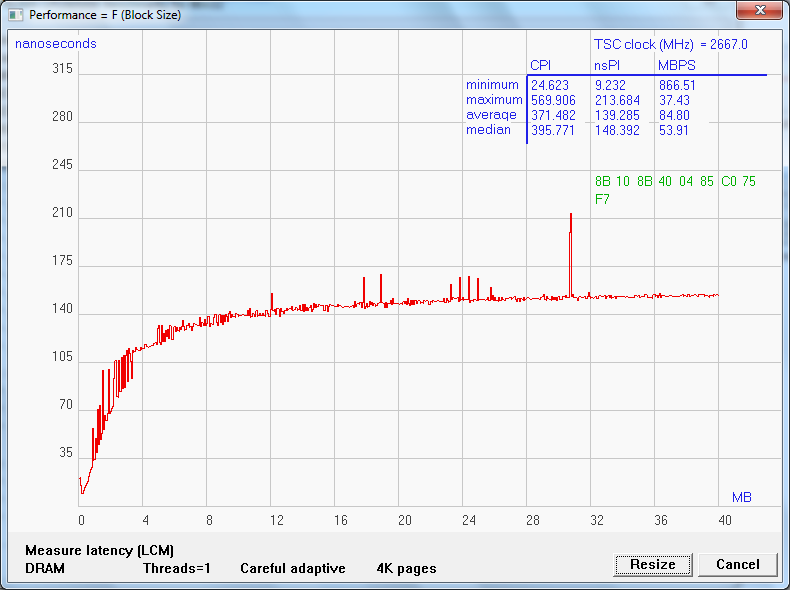 Performance = F (Block Size)
nanoseconds
TSC clock (MHz) = 2667.0
CPI nsPI MBPS
minimum 24.623 9.232 866.51
maximum 569.906 213.684 37.43
average 371.482 139.285 84.80
median 395.771 148.392 53.91
8B 10 8B 40 04 85 C0 75
F7
315
280
245
210
175
140
105
70
35
MB
0 4 8 12 16 20 24 28 32 36 40
Measure latency (LCM)
DRAM Threads=1 Careful adaptive 4K pages
Resize Cancel